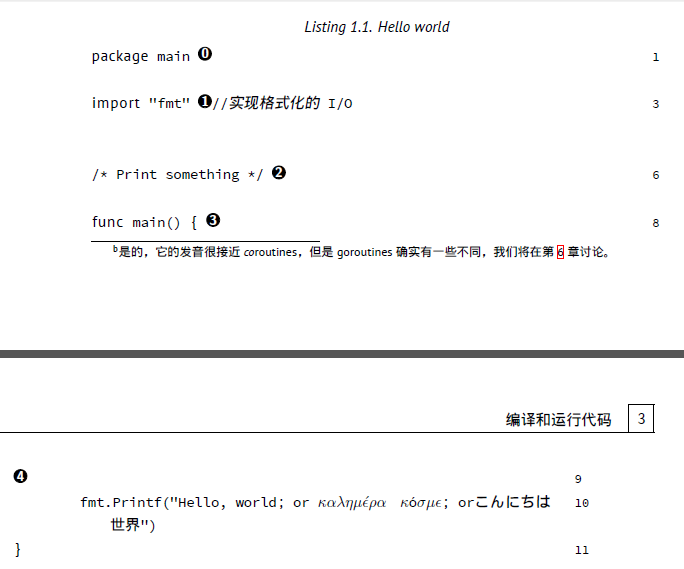 Listing 1.1. Hello world
package main ⓿ 1
import "fmt" ❶//实现格式化的 I/O 3
/* Print something */ ❷ 6
func main() { ❸ 8
b是的，它的发音很接近 coroutines，但是 goroutines 确实有一些不同，我们将在第 6 章讨论。
编译和运行代码 3
❹ 9
fmt.Printf("Hello, world; or καλημέρα κόσμε; orこんにちは 10
世界")
} 11